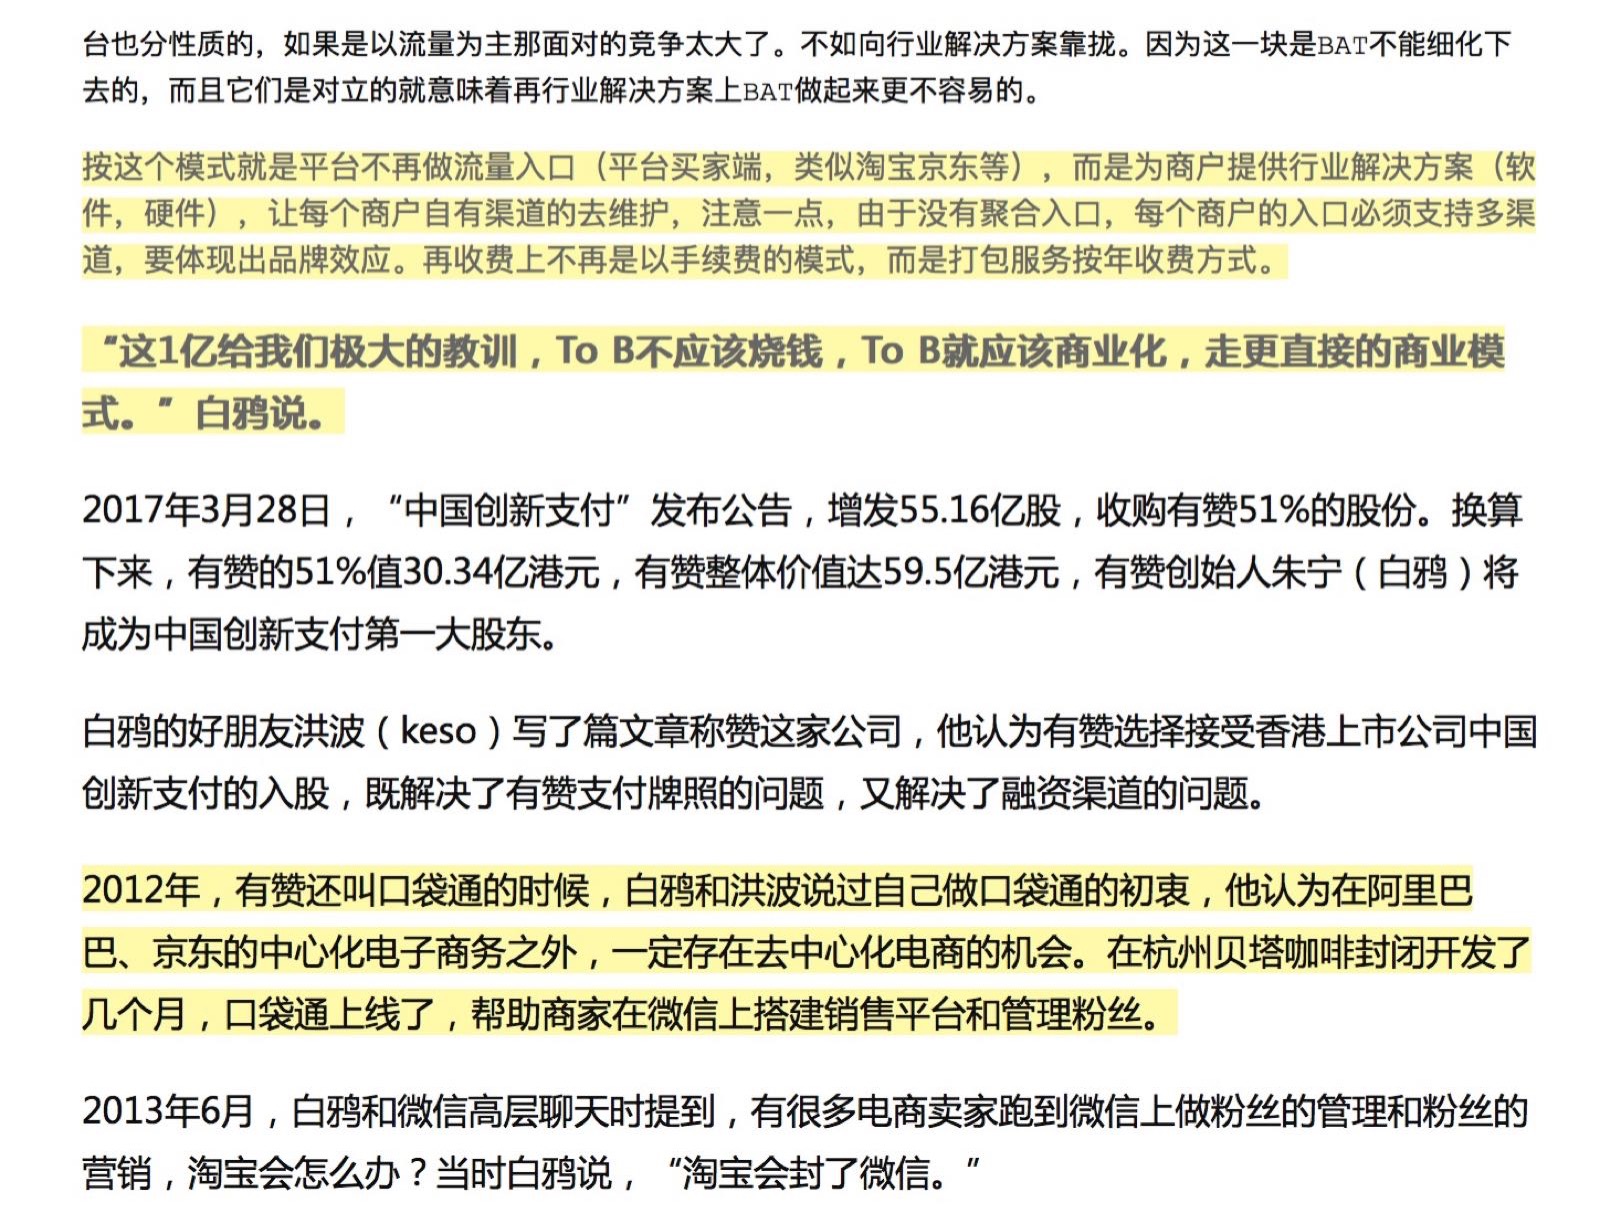 台也分性质的，如果是以流量为主那面对的竞争太大了。不如向行业解决方案靠拢。因为这一块是BAT不能细化下
去的，而且它们是对立的就意味着再行业解决方案上BAT做起来更不容易的。
按这个模式就是平台不再做流量入口（平台买家端，类似淘宝京东等），而是为商户提供行业解决方案（软
件，硬件），让每个商户自有渠道的去维护，注意一点，由于没有聚合入口，每个商户的入口必须支持多渠
道，要体现出品牌效应。再收费上不再是以手续费的模式，而是打包服务按年收费方式。
“这1亿给我们极大的教训，To B不应该烧钱，To B就应该商业化，走更直接的商业模
式。”白鸦说。
2017年3月28日，“中国创新支付”发布公告，增发55.16亿股，收购有赞51%的股份。换算
下来，有赞的51%值30.34亿港元，有赞整体价值达59.5亿港元，有赞创始人朱宁（白鸦）将
成为中国创新支付第一大股东。
白鸦的好朋友洪波（keso）写了篇文章称赞这家公司，他认为有赞选择接受香港上市公司中国
创新支付的入股，既解决了有赞支付牌照的问题，又解决了融资渠道的问题。
2012年，有赞还叫口袋通的时候，白鸦和洪波说过自己做口袋通的初衷，他认为在阿里巴
巴、京东的中心化电子商务之外，一定存在去中心化电商的机会。在杭州贝塔咖啡封闭开发了
几个月，口袋通上线了，帮助商家在微信上搭建销售平台和管理粉丝。
2013年6月，白鸦和微信高层聊天时提到，有很多电商卖家跑到微信上做粉丝的管理和粉丝的
营销，淘宝会怎么办？当时白鸦说，“淘宝会封了微信。”